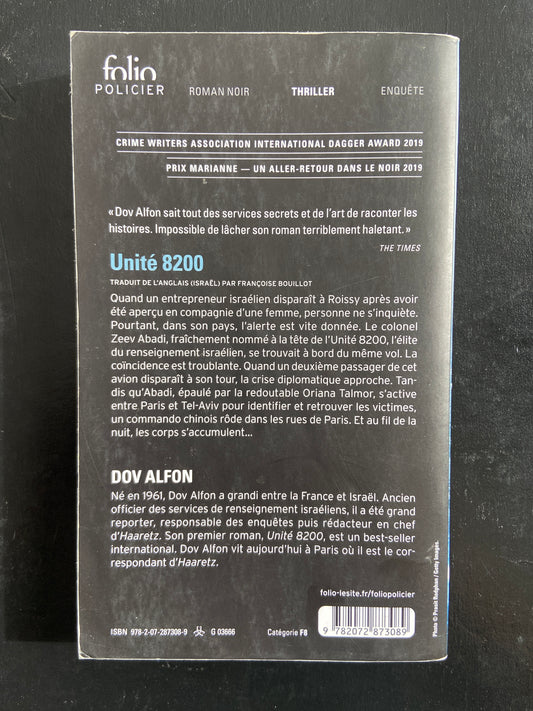 folio
POLICIER
ROMAN NOIR THRILLER ENQUÊTE
CRIME WRITERS ASSOCIATION INTERNATIONAL DAGGER AWARD 2019
PRIX MARIANNE — UN ALLER-RETOUR DANS LE NOIR 2019
« Dov Alfon sait tout des services secrets et de l'art de raconter les
histoires. Impossible de lâcher son roman terriblement haletant. »
THE TIMES
Unité 8200
TRADUIT DE L'ANGLAIS (ISRAËL) PAR FRANÇOISE BOUILLOT
Quand un entrepreneur israélien disparaît à Roissy après avoir
été aperçu en compagnie d'une femme, personne ne s'inquiète.
Pourtant, dans son pays, l'alerte est vite donnée. Le colonel
Zeev Abadi, fraîchement nommé à la tête de l'Unité 8200, l'élite
du renseignement israélien, se trouvait à bord du même vol. La
coïncidence est troublante. Quand un deuxième passager de cet
avion disparaît à son tour, la crise diplomatique approche. Tan-
dis qu'Abadi, épaulé par la redoutable Oriana Talmor, s'active
entre Paris et Tel-Aviv pour identifier et retrouver les victimes,
un commando chinois rôde dans les rues de Paris. Et au fil de la
nuit, les corps s'accumulent...
DOV ALFON
Né en 1961, Dov Alfon a grandi entre la France et Israël. Ancien
officier des services de renseignement israéliens, il a été grand
reporter, responsable des enquêtes puis rédacteur en chef
d'Haaretz. Son premier roman, Unité 8200, est un best-seller
international. Dov Alfon vit aujourd'hui à Paris où il est le cor-
respondant d'Haaretz.
folio-lesite.fr/foliopolicier
ISBN 978-2-07-287308-9 G 03666 Catégorie F8
9 782072 873089
Photo © Prasit Rodphan / Getty Images.